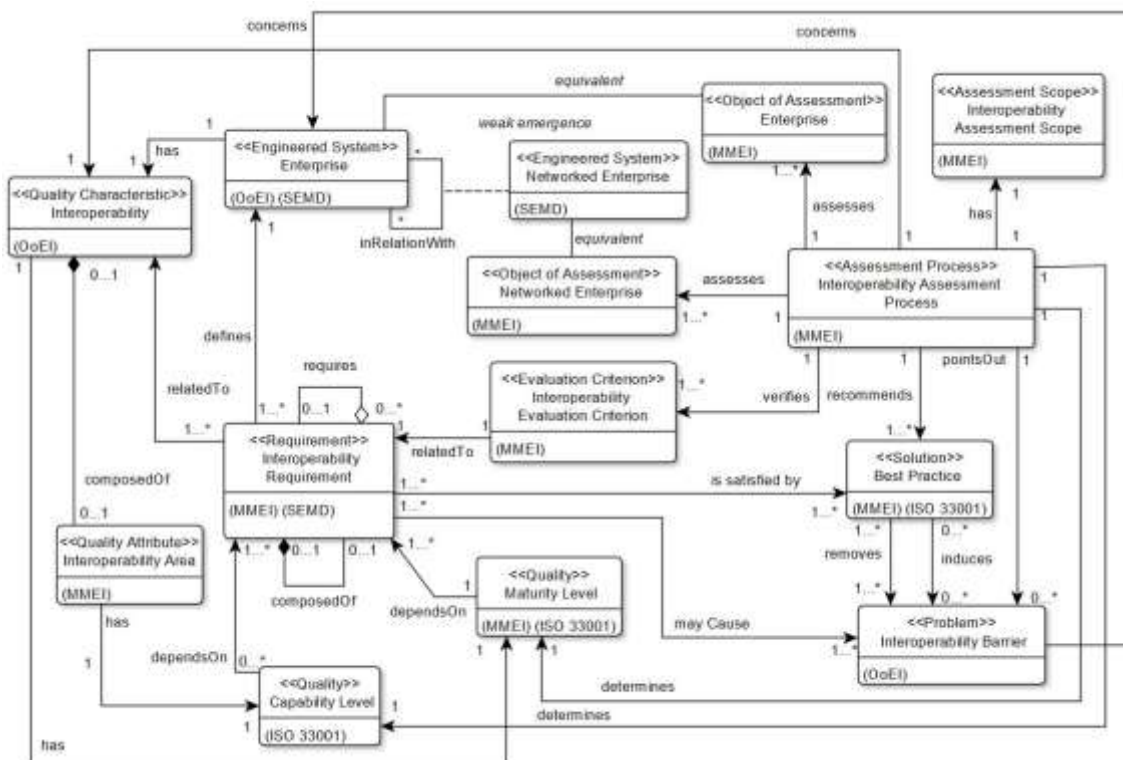 concerns
concerns
equivalent
<<Object of Assessment>>
Enterprise
(MMEI)
1...*
<<Assessment Scope>>
Interoperability
Assessment Scope
(MMEI)
1
weak emergence
1
has
1
1
<<Engineered System>>
Enterprise
(OoEI) (SEMD)
1
*
*
inRelationWith
<<Engineered System>>
Networked Enterprise
(SEMD)
equivalent
<<Quality Characteristic>>
Interoperability
(OoEI)
1
0...1
assesses
1
1
has
1
<<Object of Assessment>>
Networked Enterprise
(MMEI)
assesses
1...*
1
<<Assessment Process>>
Interoperability Assessment
Process
(MMEI)
1
1
1
1
pointsOut
1
defines
requires
relatedTo
1...*
1...*
0...1
0...*
<<Evaluation Criterion>>
Interoperability
Evaluation Criterion
(MMEI)
1...*
verifies
recommends
1...*
1
relatedTo
1
<<Requirement>>
Interoperability
Requirement
(MMEI) (SEMD)
1...*
1...*
is satisfied by
1...*
<<Solution>>
Best Practice
(MMEI) (ISO 33001)
1...*
0...*
composedOf
0...1
<<Quality Attribute>>
Interoperability Area
(MMEI)
has
1
1...*
0...1
0...1
1...*
composedOf
removes
induces
1...*
0...*
0...*
dependsOn
1
<<Quality>>
Maturity Level
(MMEI) (ISO 33001)
1
1
may Cause
1...*
<<Problem>>
Interoperability Barrier
(OoEI)
dependsOn
0...*
<<Quality>>
Capability Level
(ISO 33001)
1
1
determines
determines
has